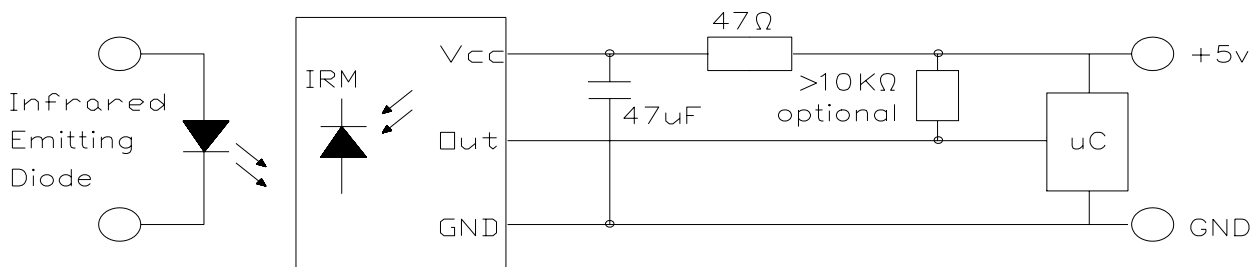 Infrared
Emitting
Diode
IRM
Vcc
Out
GND
47Ω
47uF
>10KΩ
optional
uC
+5v
GND